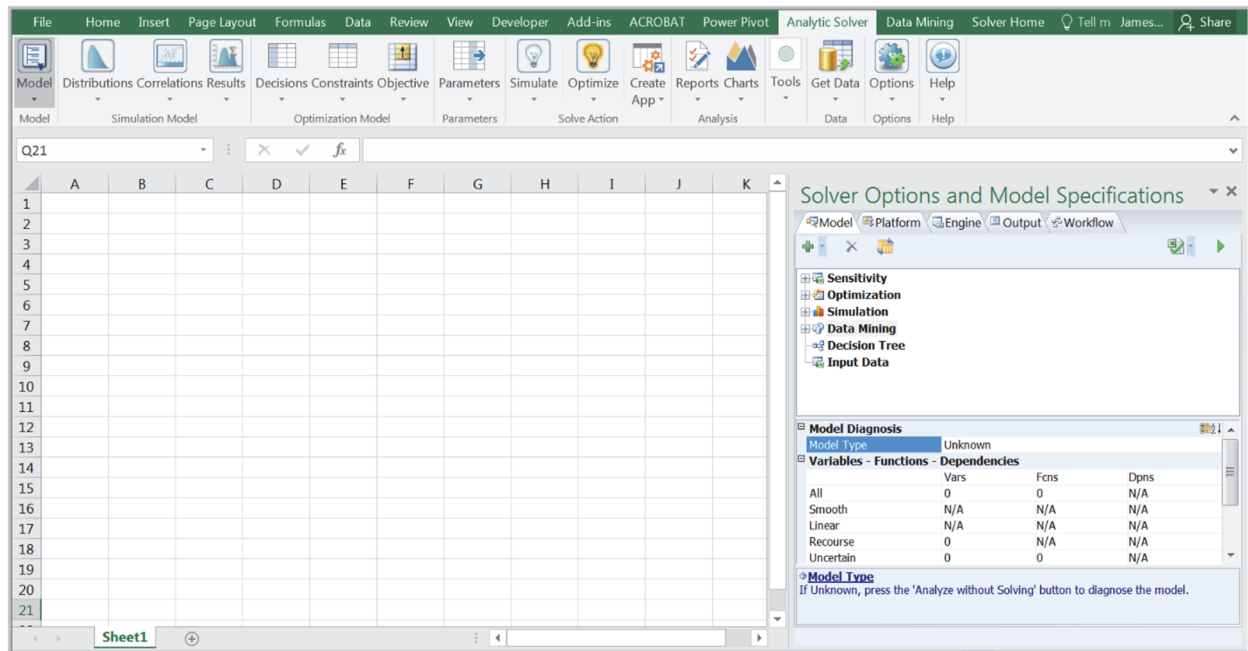 File Home Insert Page Layout Formulas Data Review View Developer Add-ins ACROBAT Power Pivot Analytic Solver Data Mining Solver Home Tell m James... Share
Model Distributions Correlations Results Decisions Constraints Objective Parameters Simulate Optimize Create App Reports Charts Tools Get Data Options Help
Model Simulation Model Optimization Model Parameters Solve Action Analysis Data Options Help
Q21 fx
A B C D E F G H I J K
1
2
3
4
5
6
7
8
9
10
11
12
13
14
15
16
17
18
19
20
21
Sheet1
Solver Options and Model Specifications
Model Platform Engine Output Workflow
Sensitivity
Optimization
Simulation
Data Mining
Decision Tree
Input Data
Model Diagnosis
Model Type Unknown
Variables - Functions - Dependencies
Vars Fcns Dpns
All 0 0 N/A
Smooth N/A N/A N/A
Linear N/A N/A N/A
Recourse 0 N/A N/A
Uncertain 0 0 N/A
Model Type
If Unknown, press the 'Analyze without Solving' button to diagnose the model.